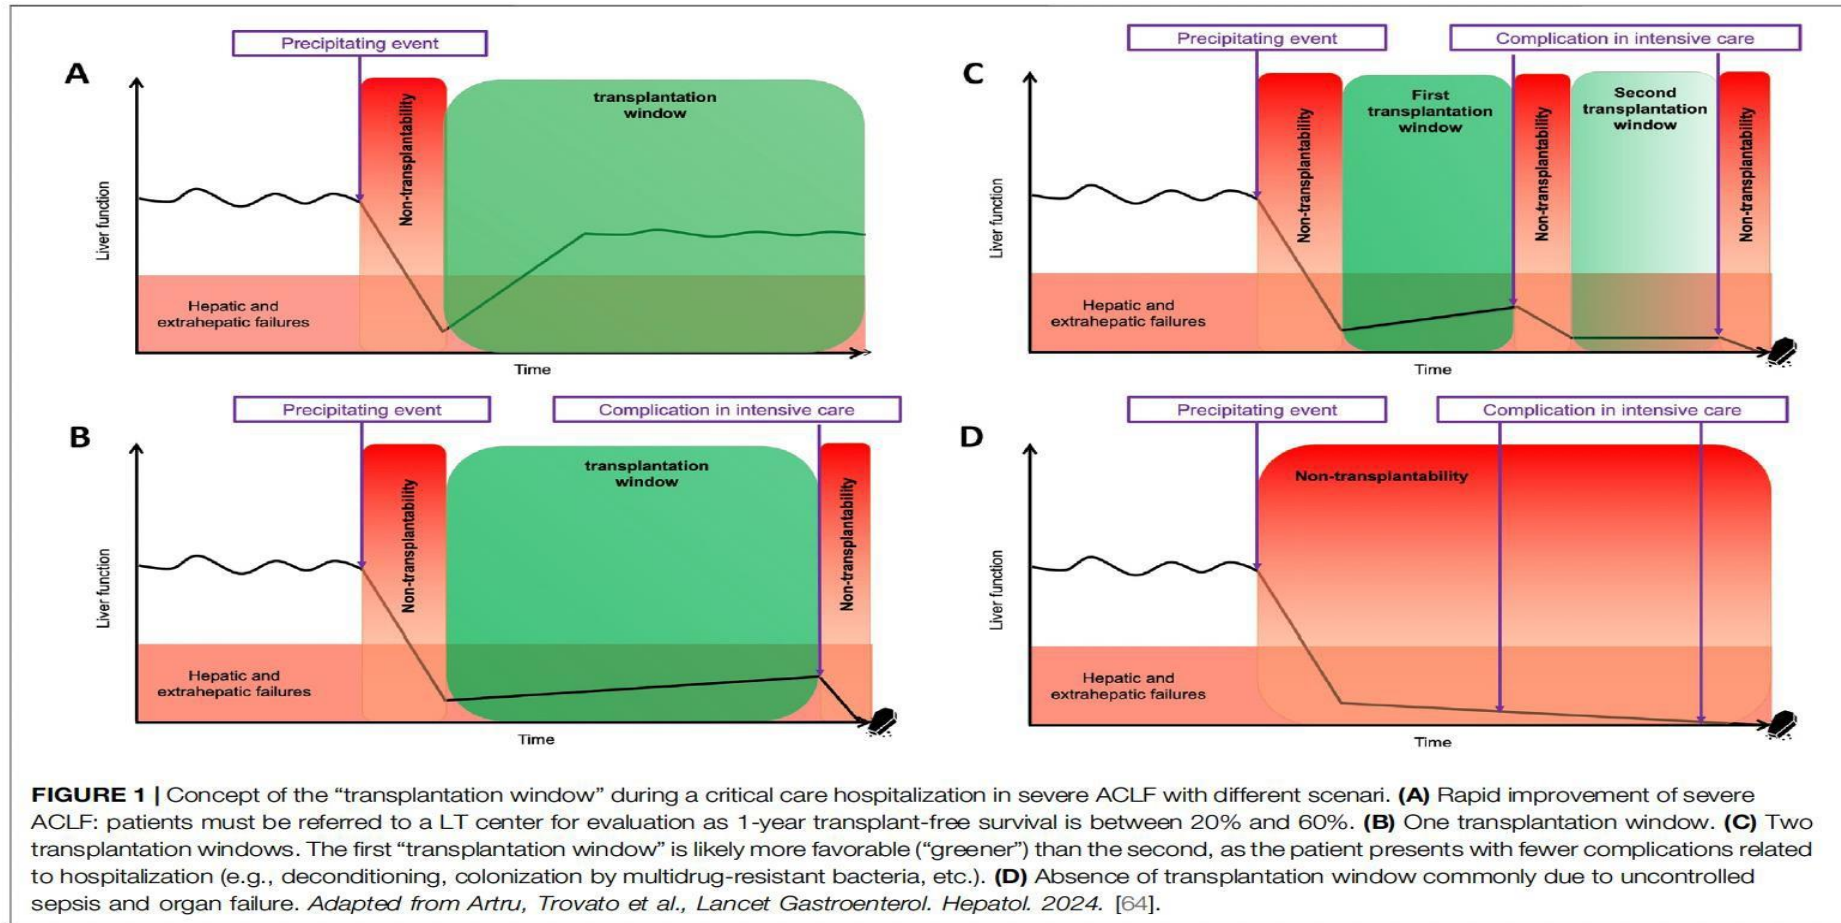 A
Precipitating event
Non-transplantability
transplantation
window
Liver function
Hepatic and
extrahepatic failures
Time
C
Precipitating event
Complication in intensive care
Non-transplantability
First
transplantation
window
Non-transplantability
Second
transplantation
window
Non-transplantability
Liver function
Hepatic and
extrahepatic failures
Time
B
Precipitating event
Complication in intensive care
Non-transplantability
transplantation
window
Non-transplantability
Liver function
Hepatic and
extrahepatic failures
Time
D
Precipitating event
Complication in intensive care
Non-transplantability
Liver function
Hepatic and
extrahepatic failures
Time
FIGURE 1 | Concept of the “transplantation window” during a critical care hospitalization in severe ACLF with different scenari. (A) Rapid improvement of severe
ACLF: patients must be referred to a LT center for evaluation as 1-year transplant-free survival is between 20% and 60%. (B) One transplantation window. (C) Two
transplantation windows. The first “transplantation window” is likely more favorable (“greener”) than the second, as the patient presents with fewer complications related
to hospitalization (e.g., deconditioning, colonization by multidrug-resistant bacteria, etc.). (D) Absence of transplantation window commonly due to uncontrolled
sepsis and organ failure. Adapted from Artru, Trovato et al., Lancet Gastroenterol. Hepatol. 2024. [64].